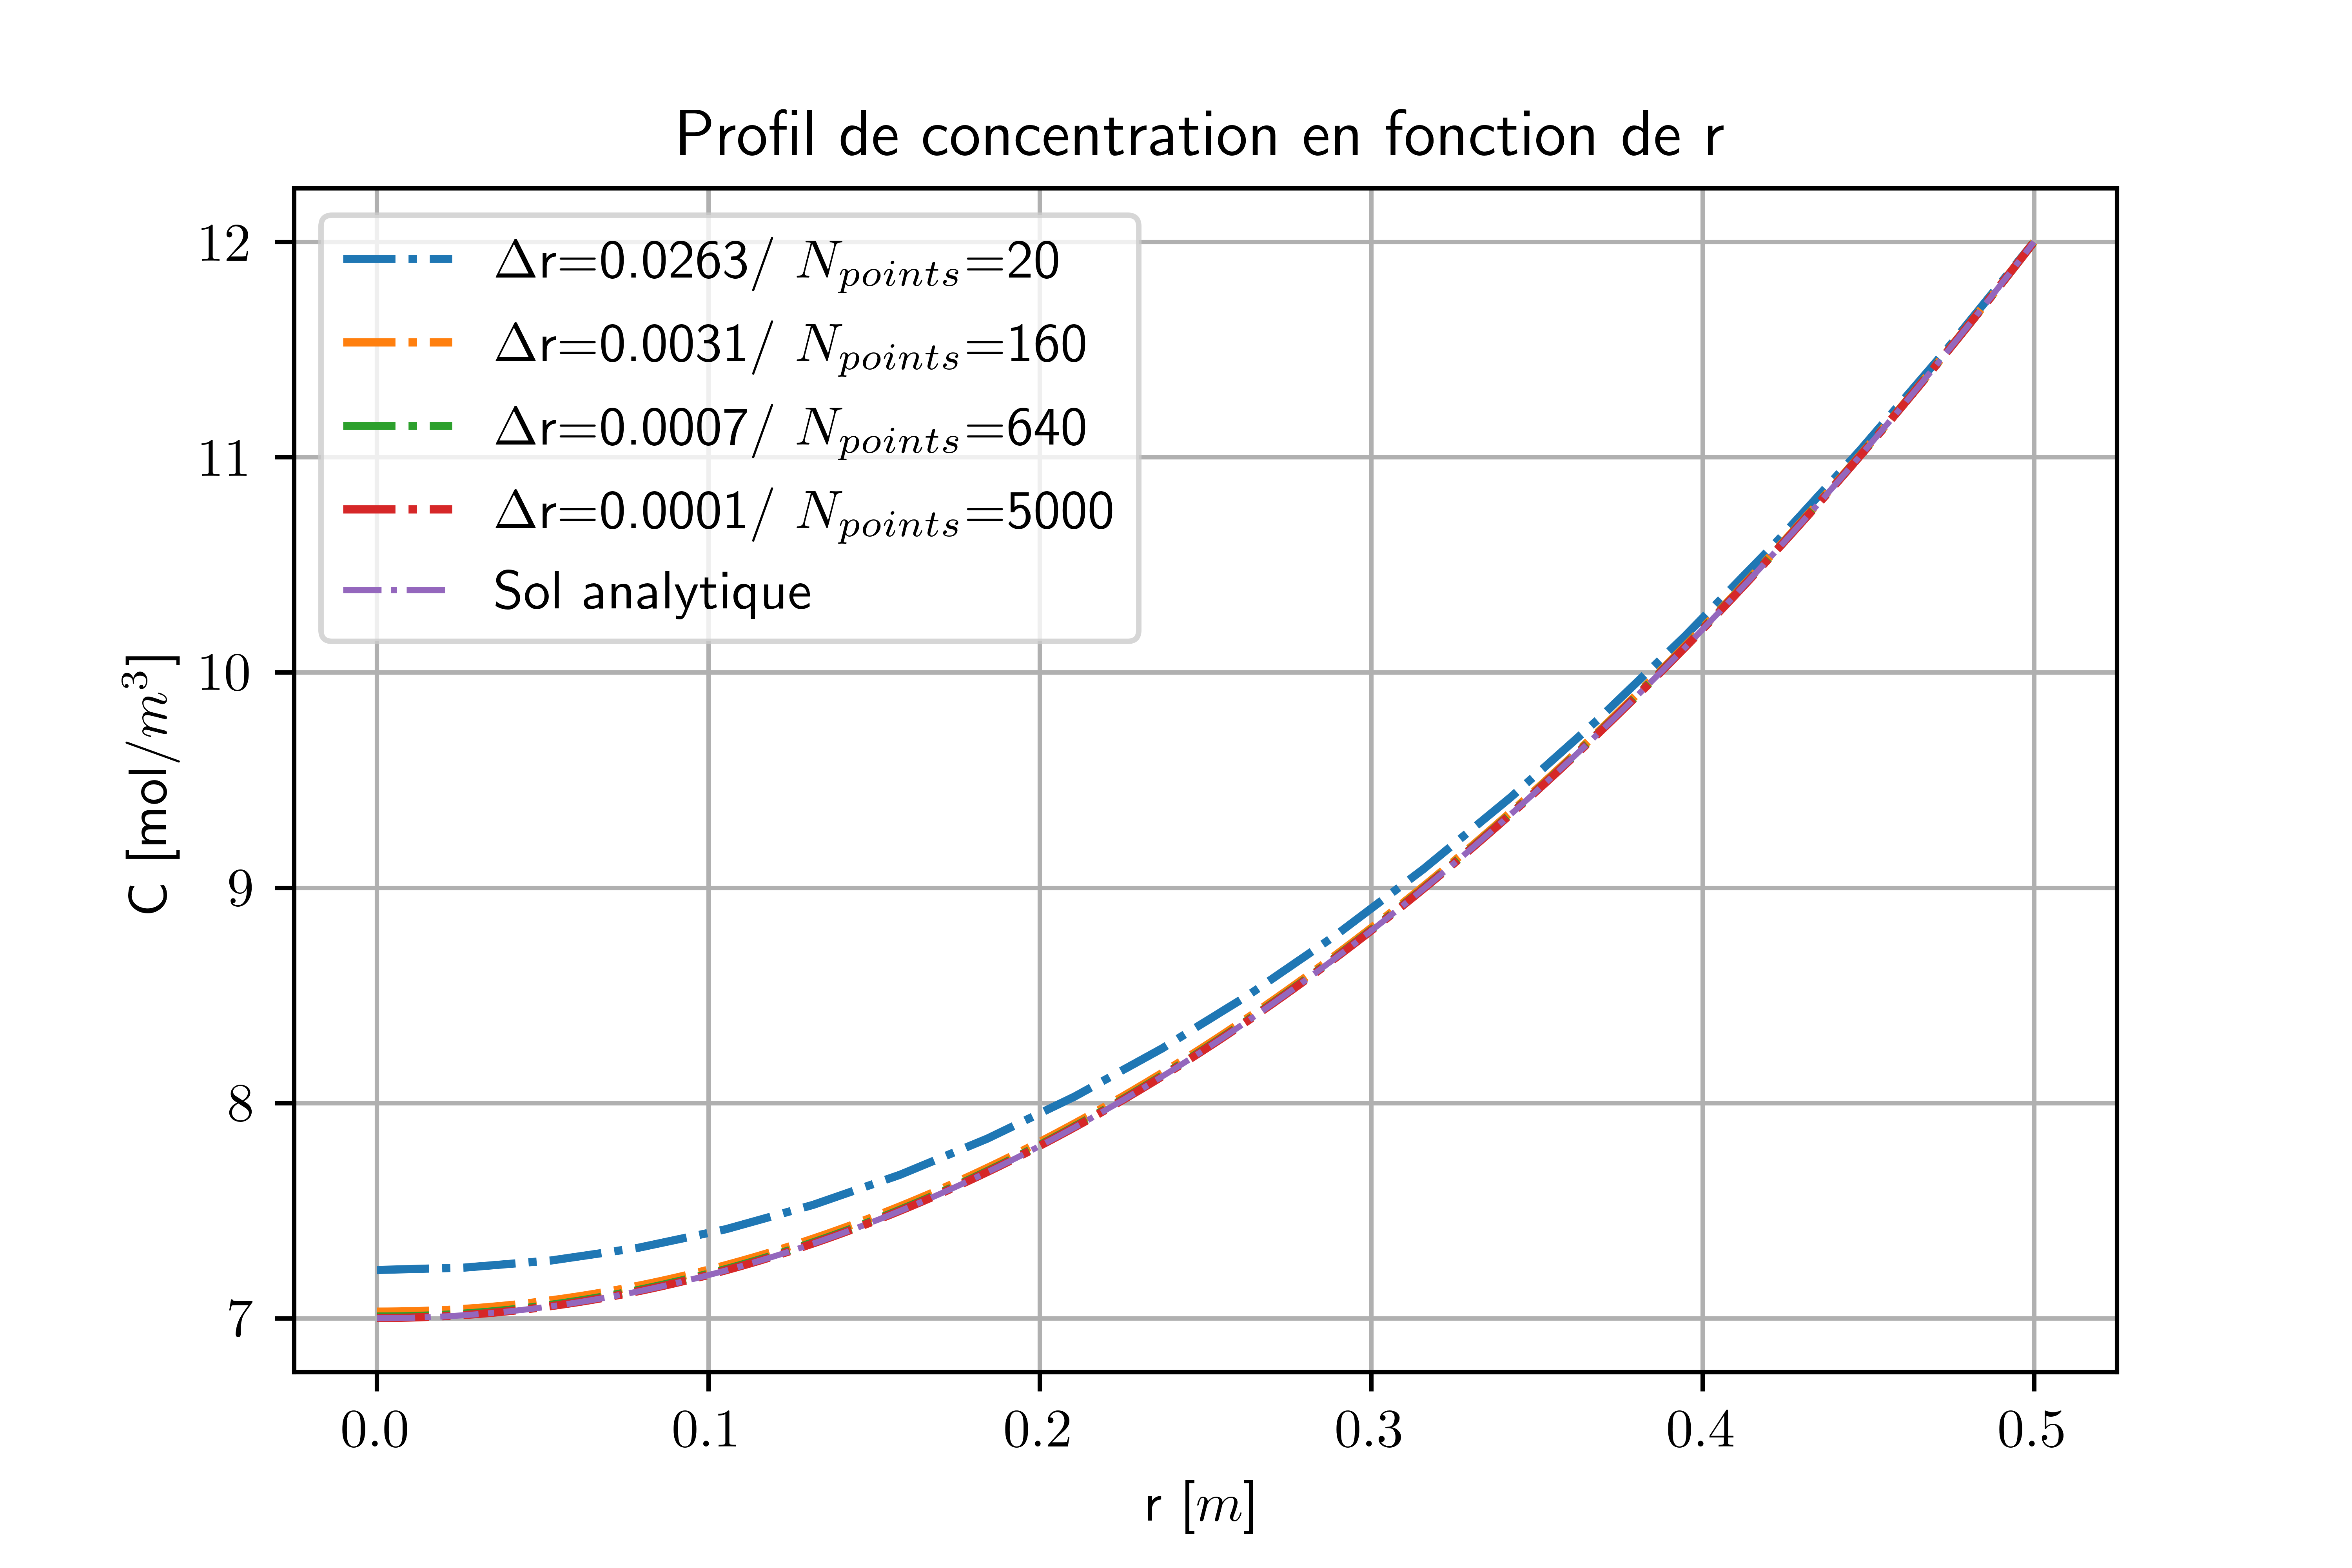 Profil de concentration en fonction de r
Δr=0.0263/ N_points=20
Δr=0.0031/ N_points=160
Δr=0.0007/ N_points=640
Δr=0.0001/ N_points=5000
Sol analytique
C [mol/m³]
12
11
10
9
8
7
0.0 0.1 0.2 0.3 0.4 0.5
r [m]